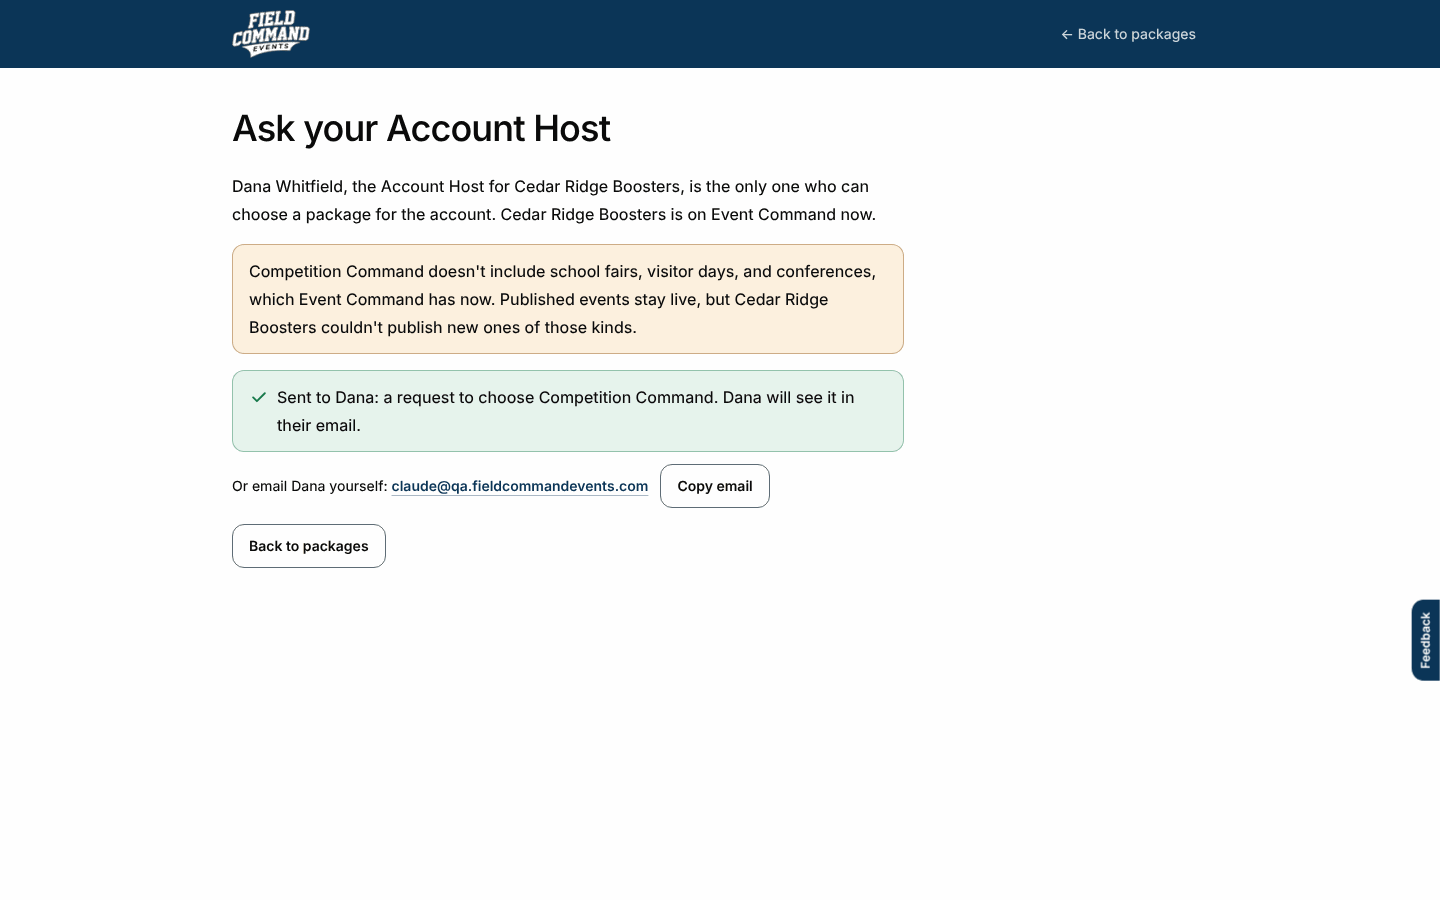 FIELD
COMMAND
EVENTS
← Back to packages
Ask your Account Host
Dana Whitfield, the Account Host for Cedar Ridge Boosters, is the only one who can
choose a package for the account. Cedar Ridge Boosters is on Event Command now.
Competition Command doesn't include school fairs, visitor days, and conferences,
which Event Command has now. Published events stay live, but Cedar Ridge
Boosters couldn't publish new ones of those kinds.
Sent to Dana: a request to choose Competition Command. Dana will see it in
their email.
Or email Dana yourself: claude@qa.fieldcommandevents.com Copy email
Back to packages
Feedback